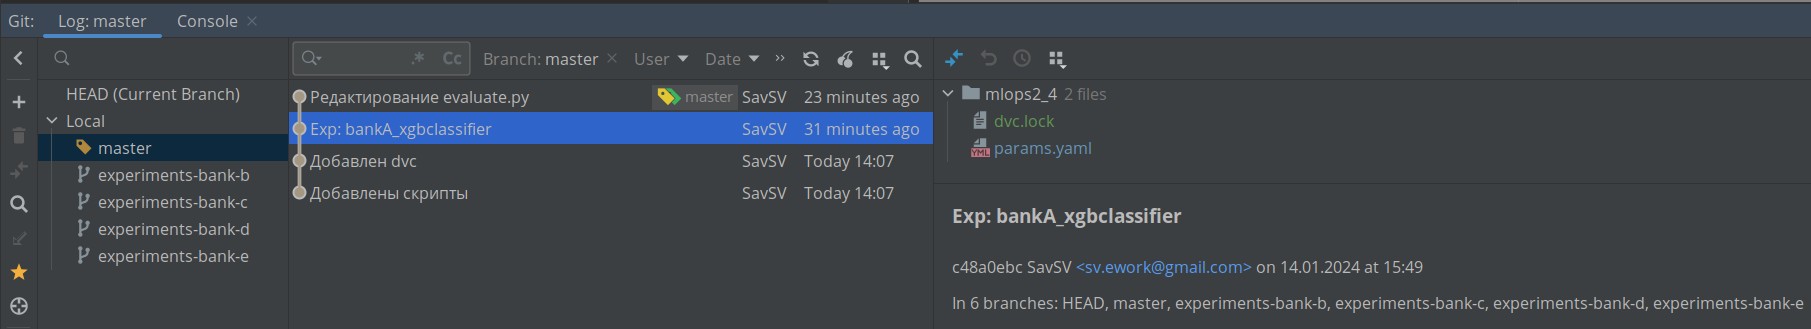 Git: Log: master Console
Cc Branch: master User Date
HEAD (Current Branch)
Local
master
experiments-bank-b
experiments-bank-c
experiments-bank-d
experiments-bank-e
Редактирование evaluate.py master SavSV 23 minutes ago
Exp: bankA_xgbclassifier SavSV 31 minutes ago
Добавлен dvc SavSV Today 14:07
Добавлены скрипты SavSV Today 14:07
mlops2_4 2 files
dvc.lock
YML params.yaml
Exp: bankA_xgbclassifier
c48a0ebc SavSV <sv.ework@gmail.com> on 14.01.2024 at 15:49
In 6 branches: HEAD, master, experiments-bank-b, experiments-bank-c, experiments-bank-d, experiments-bank-e